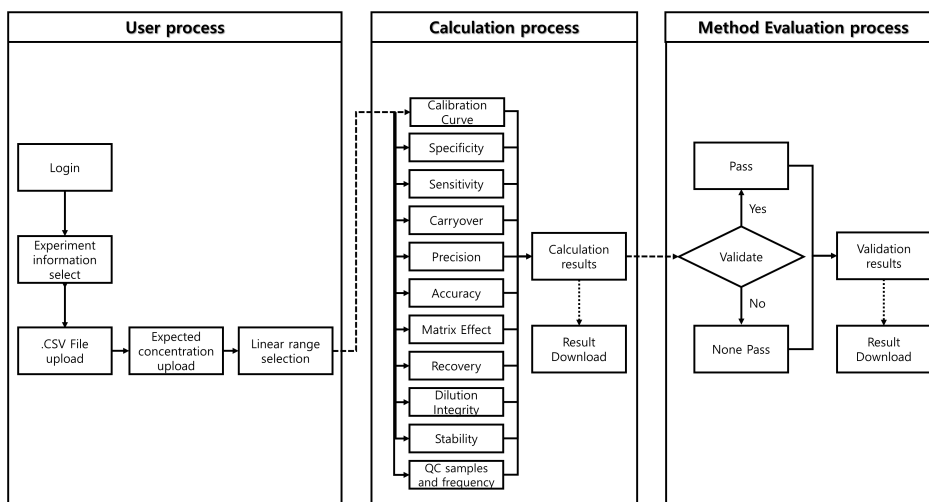 User process
Login
Experiment
information
select
.CSV File
upload
Expected
concentration
upload
Linear range
selection
Calculation process
Calibration
Curve
Specificity
Sensitivity
Carryover
Precision
Accuracy
Matrix Effect
Recovery
Dilution
Integrity
Stability
QC samples
and frequency
Calculation
results
Result
Download
Method Evaluation process
Pass
Yes
Validate
No
None Pass
Validation
results
Result
Download